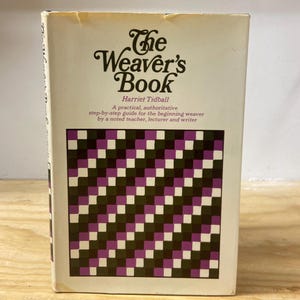 The
Weaver's
Book
Harriet Tidball
A practical, authoritative
step-by-step guide for the beginning weaver
by a noted teacher, lecturer and writer